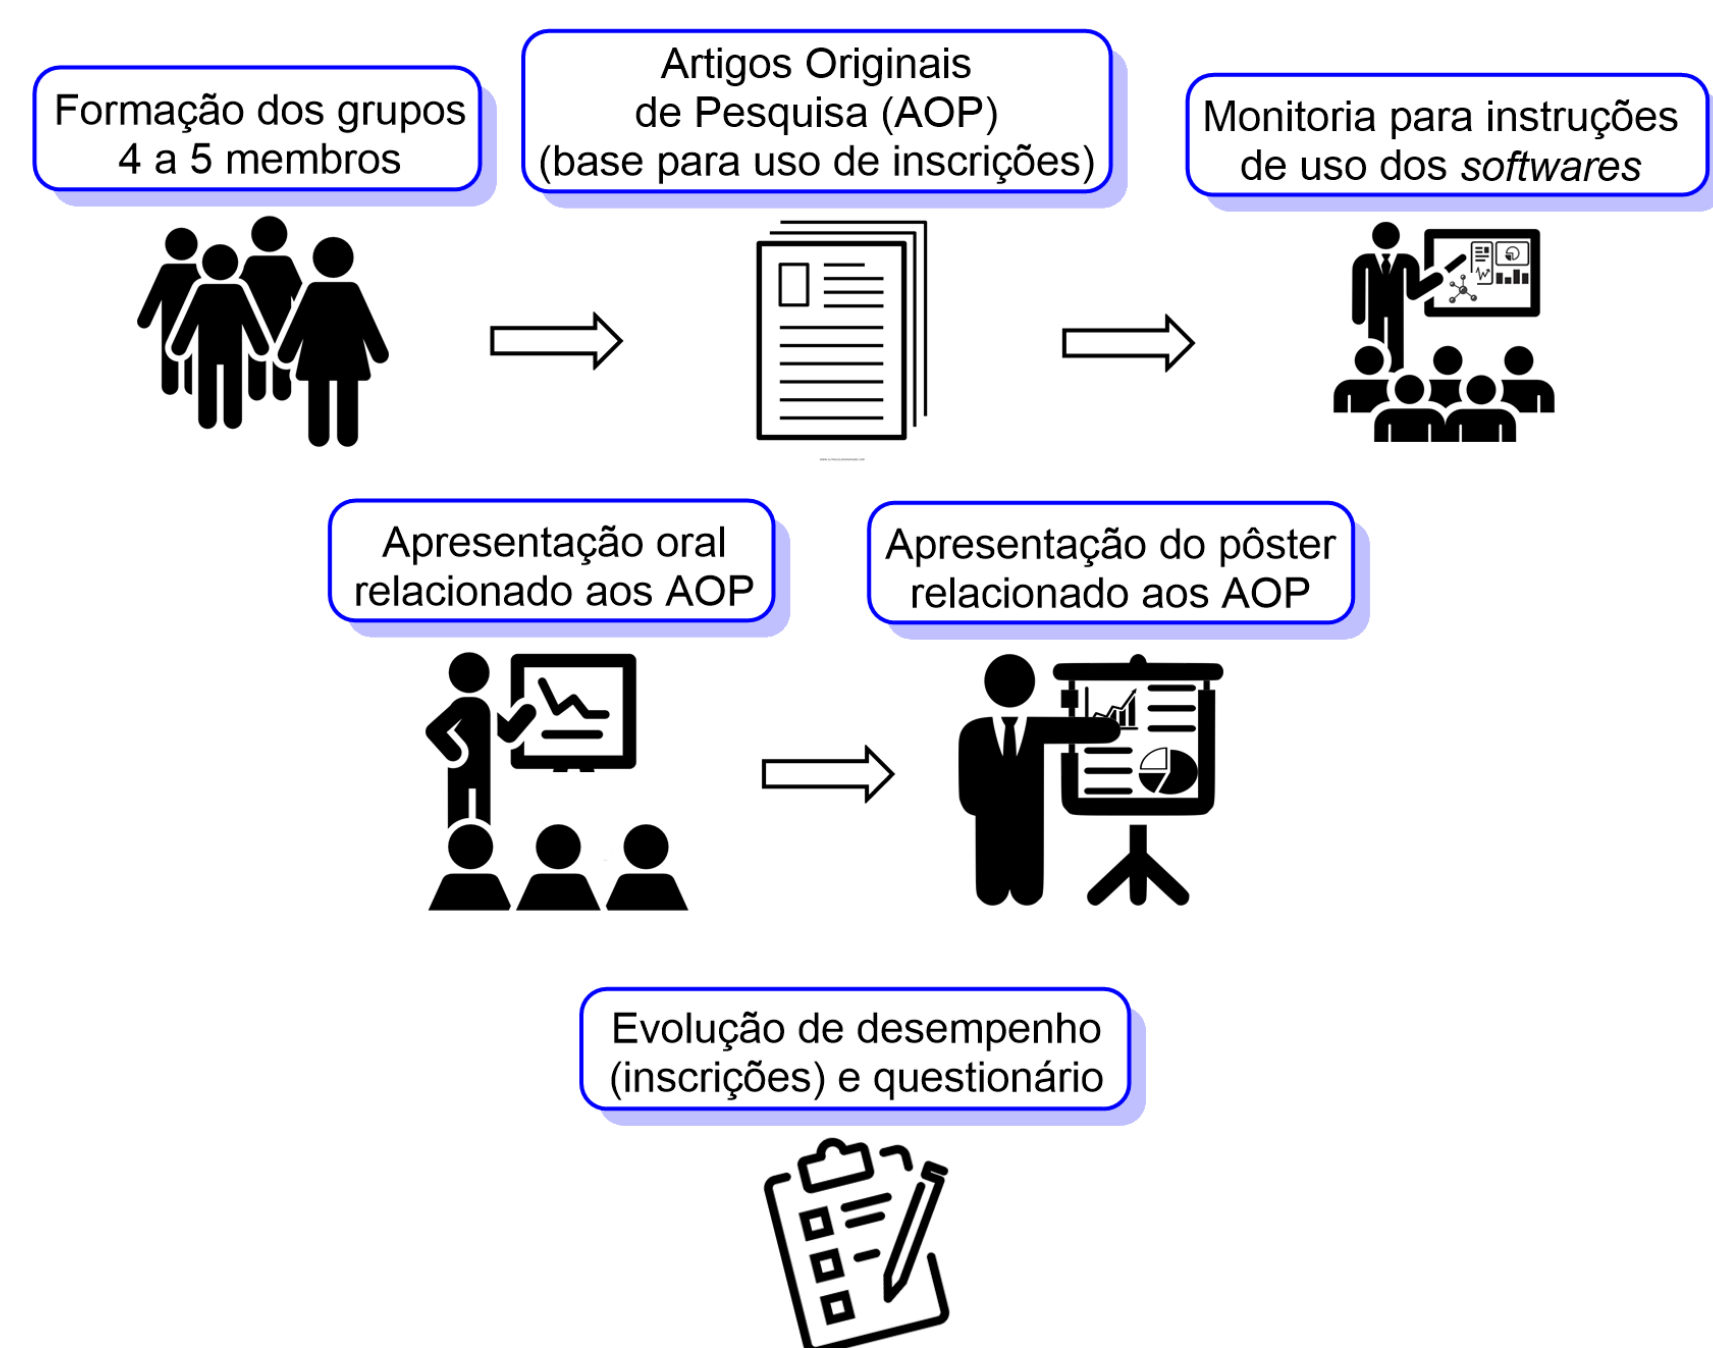 Formação dos grupos
4 a 5 membros
Artigos Originais
de Pesquisa (AOP)
(base para uso de inscrições)
Monitoria para instruções
de uso dos softwares
Apresentação oral
relacionado aos AOP
Apresentação do pôster
relacionado aos AOP
Evolução de desempenho
(inscrições) e questionário